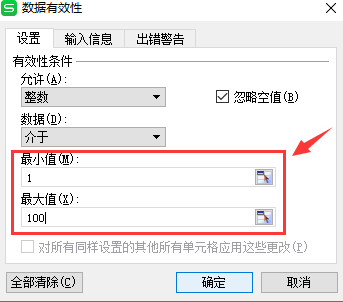 S 数据有效性
设置 输入信息 出错警告
有效性条件
允许(A):
整数 忽略空值(B)
数据(D):
介于
最小值(M):
1
最大值(X):
100
对所有同样设置的其他所有单元格应用这些更改(P)
全部清除(C) 确定 取消